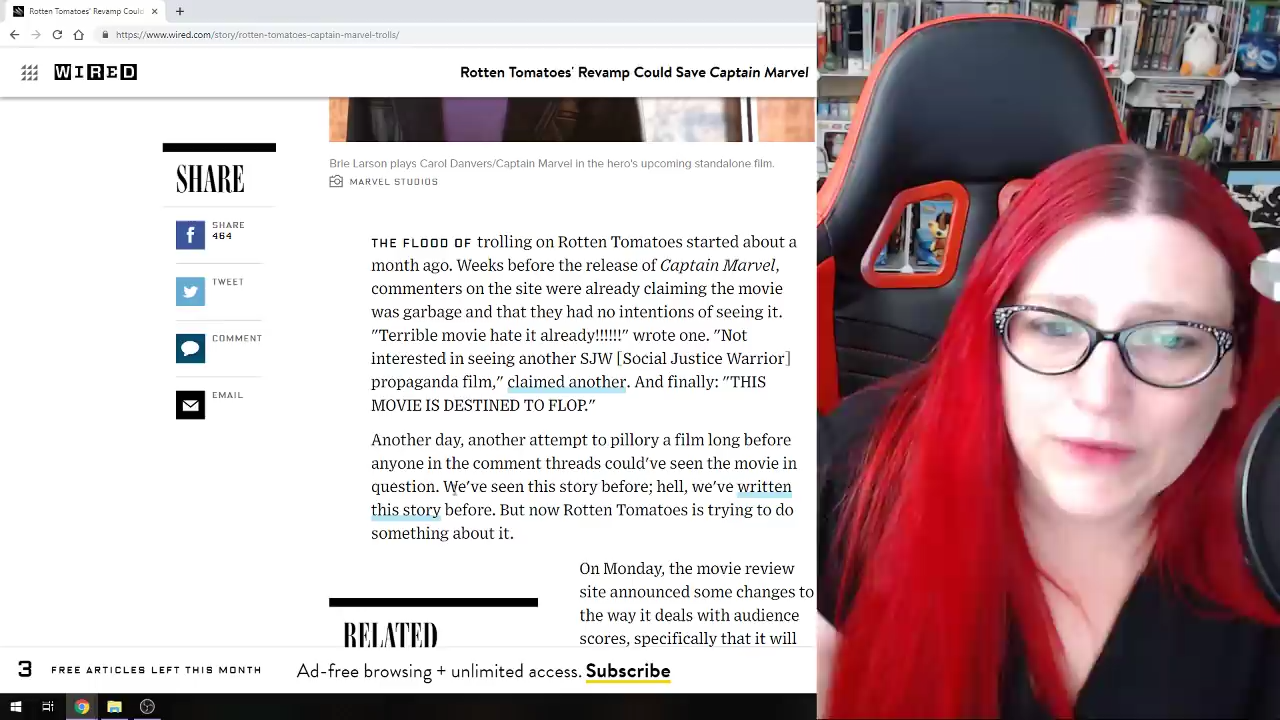 Rotten Tomatoes' Revamp Could
https://www.wired.com/story/rotten-tomatoes-captain-marvel-trolls/
WIRED
Rotten Tomatoes' Revamp Could Save Captain Marvel
Brie Larson plays Carol Danvers/Captain Marvel in the hero's upcoming standalone film.
MARVEL STUDIOS
SHARE
SHARE
464
TWEET
COMMENT
EMAIL
THE FLOOD OF trolling on Rotten Tomatoes started about a
month ago. Weeks before the release of Captain Marvel,
commenters on the site were already claiming the movie
was garbage and that they had no intentions of seeing it.
"Terrible movie hate it already!!!!!!" wrote one. "Not
interested in seeing another SJW [Social Justice Warrior]
propaganda film," claimed another. And finally: "THIS
MOVIE IS DESTINED TO FLOP."
Another day, another attempt to pillory a film long before
anyone in the comment threads could've seen the movie in
question. We've seen this story before; hell, we've written
this story before. But now Rotten Tomatoes is trying to do
something about it.
On Monday, the movie review
site announced some changes to
the way it deals with audience
scores, specifically that it will
RELATED
3 FREE ARTICLES LEFT THIS MONTH
Ad-free browsing + unlimited access. Subscribe